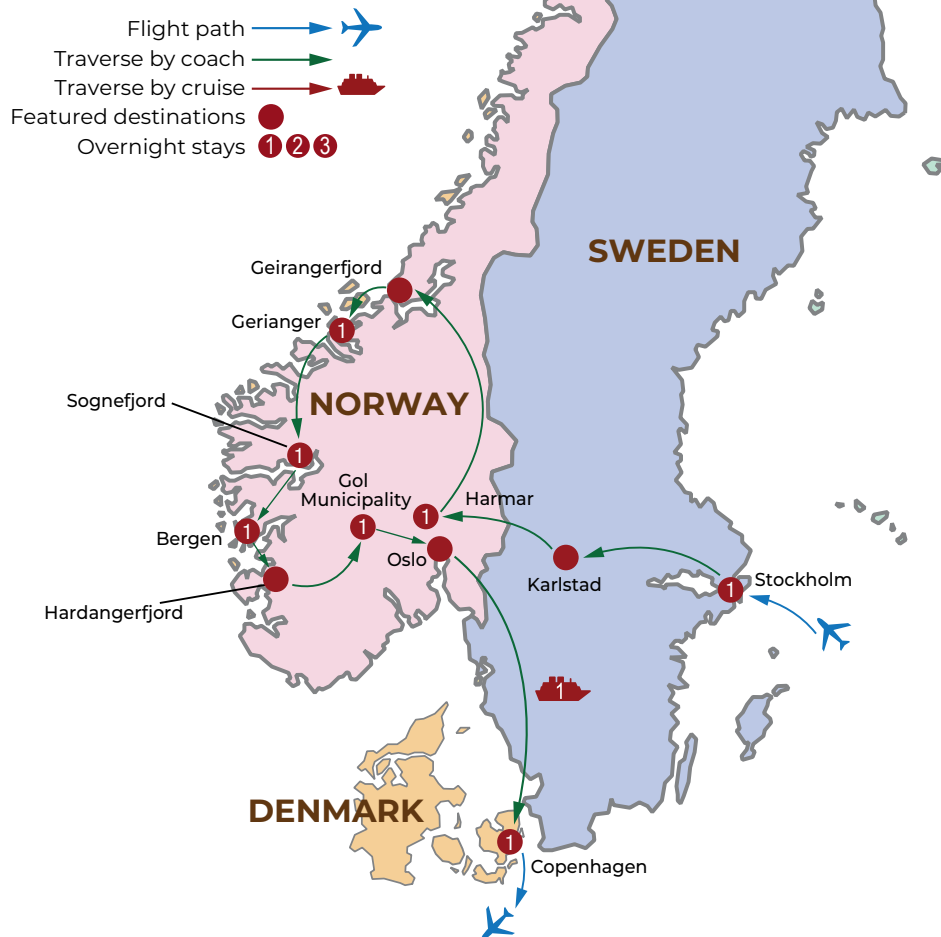 Flight path
Traverse by coach
Traverse by cruise
Featured destinations
Overnight stays 1 2 3
SWEDEN
Geirangerfjord
Gerianger 1
NORWAY
Sognefjord
1
Gol
Municipality
1
Harmar
1
Bergen 1
Oslo
Karlstad
Stockholm
1
Hardangerfjord
1
DENMARK
1
Copenhagen